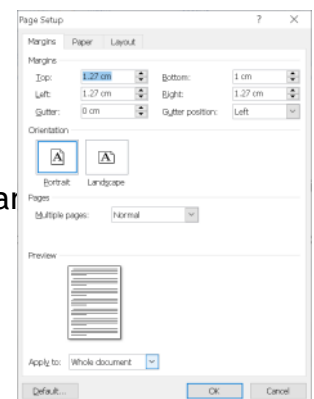 Page Setup ? ✕
Margins Paper Layout
Margins
Top: 1.27 cm Bottom: 1 cm
Left: 1.27 cm Right: 1.27 cm
Gutter: 0 cm Gutter position: Left
Orientation
A A
Portrait Landscape
ar
Pages
Multiple pages: Normal
Preview
Apply to: Whole document
Default... OK Cancel